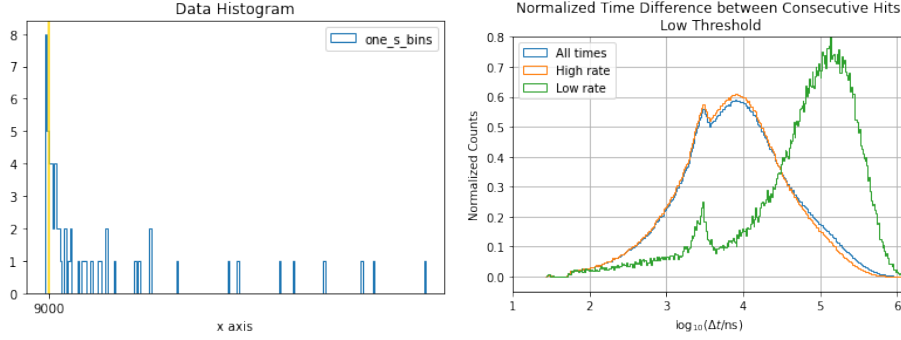 Data Histogram
one_s_bins
8
7
6
5
4
3
2
1
0
9000
x axis
Normalized Time Difference between Consecutive Hits
Low Threshold
All times
High rate
Low rate
Normalized Counts
0.8
0.7
0.6
0.5
0.4
0.3
0.2
0.1
0.0
1 2 3 4 5 6
log₁₀(Δt/ns)